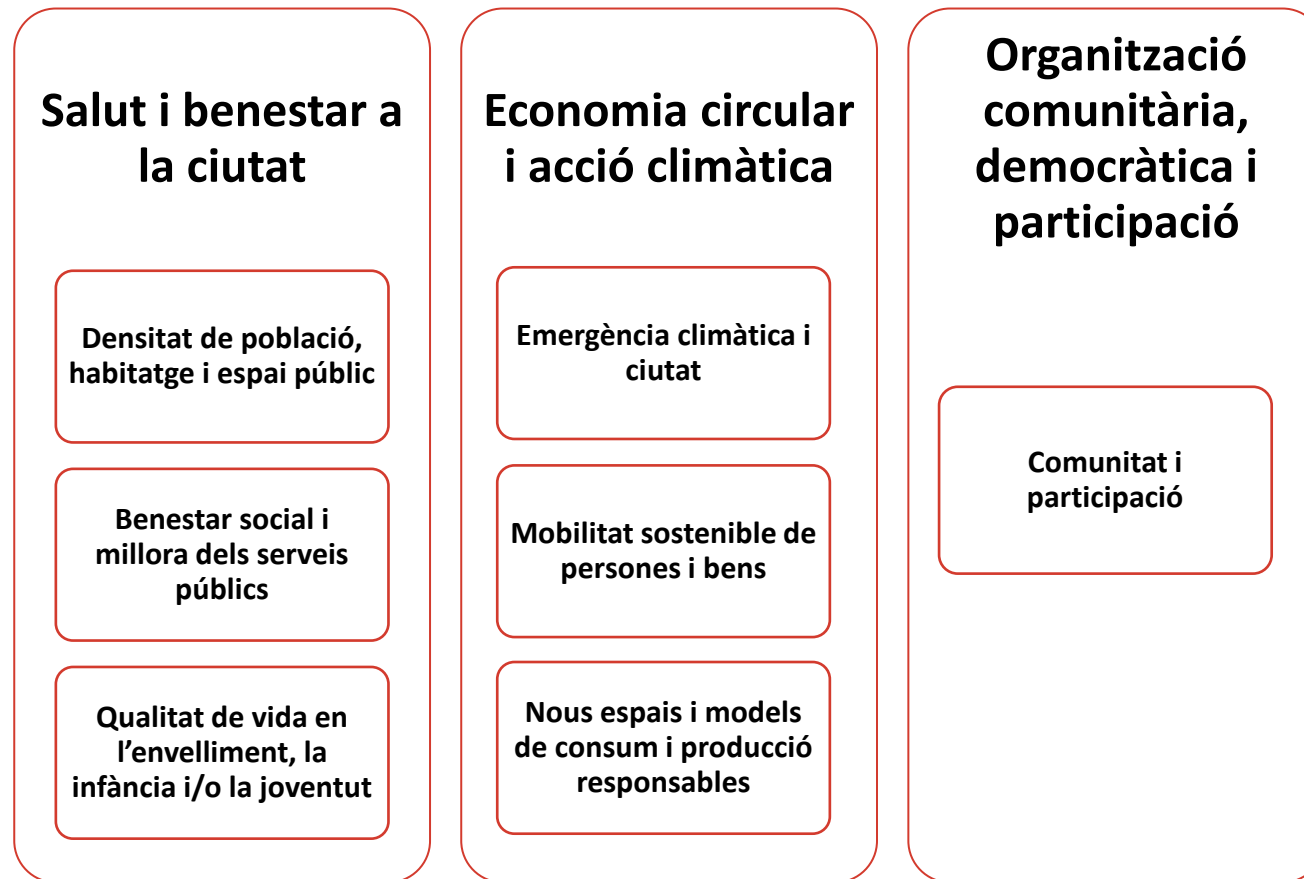 Salut i benestar a
la ciutat
Densitat de població,
habitatge i espai públic
Benestar social i
millora dels serveis
públics
Qualitat de vida en
l’envelliment, la
infància i/o la joventut
Economia circular
i acció climàtica
Emergència climàtica i
ciutat
Mobilitat sostenible de
persones i bens
Nous espais i models
de consum i producció
responsables
Organització
comunitària,
democràtica i
participació
Comunitat i
participació